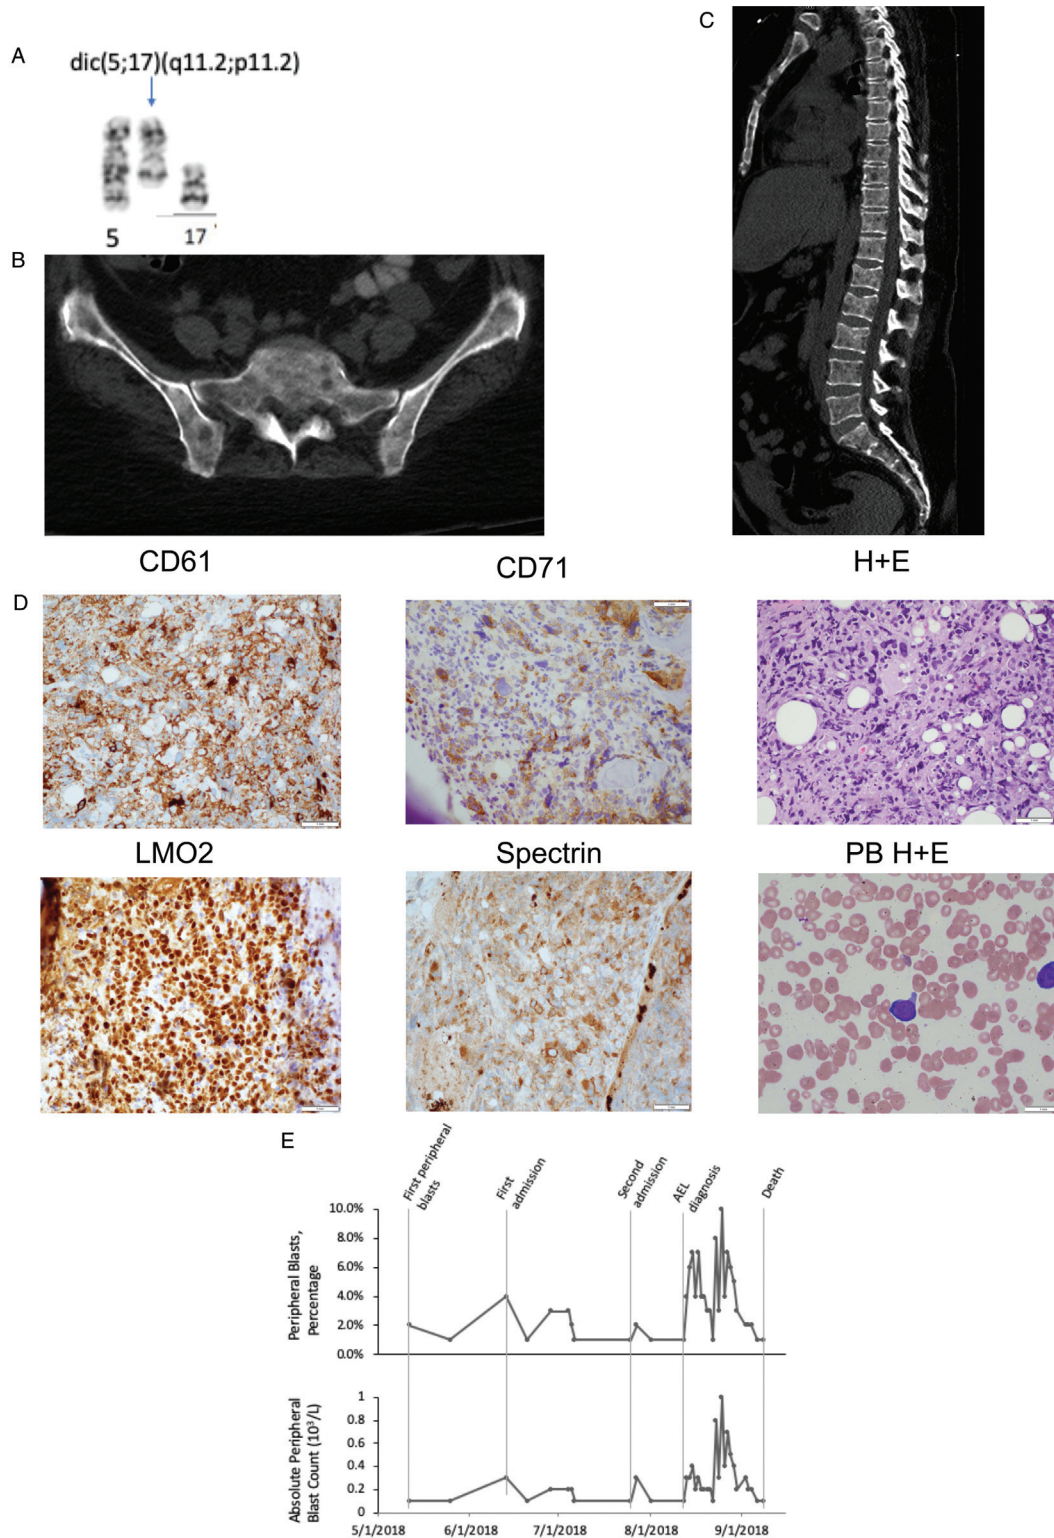 A
dic(5;17)(q11.2;p11.2)
5
17
B
C
D
CD61
CD71
H+E
LMO2
Spectrin
PB H+E
E
First peripheral
blasts
First
admission
Second
admission
AEL
diagnosis
Death
Peripheral Blasts,
Percentage
10.0%
8.0%
6.0%
4.0%
2.0%
0.0%
Absolute Peripheral
Blast Count (10³/L)
1
0.8
0.6
0.4
0.2
0
5/1/2018
6/1/2018
7/1/2018
8/1/2018
9/1/2018